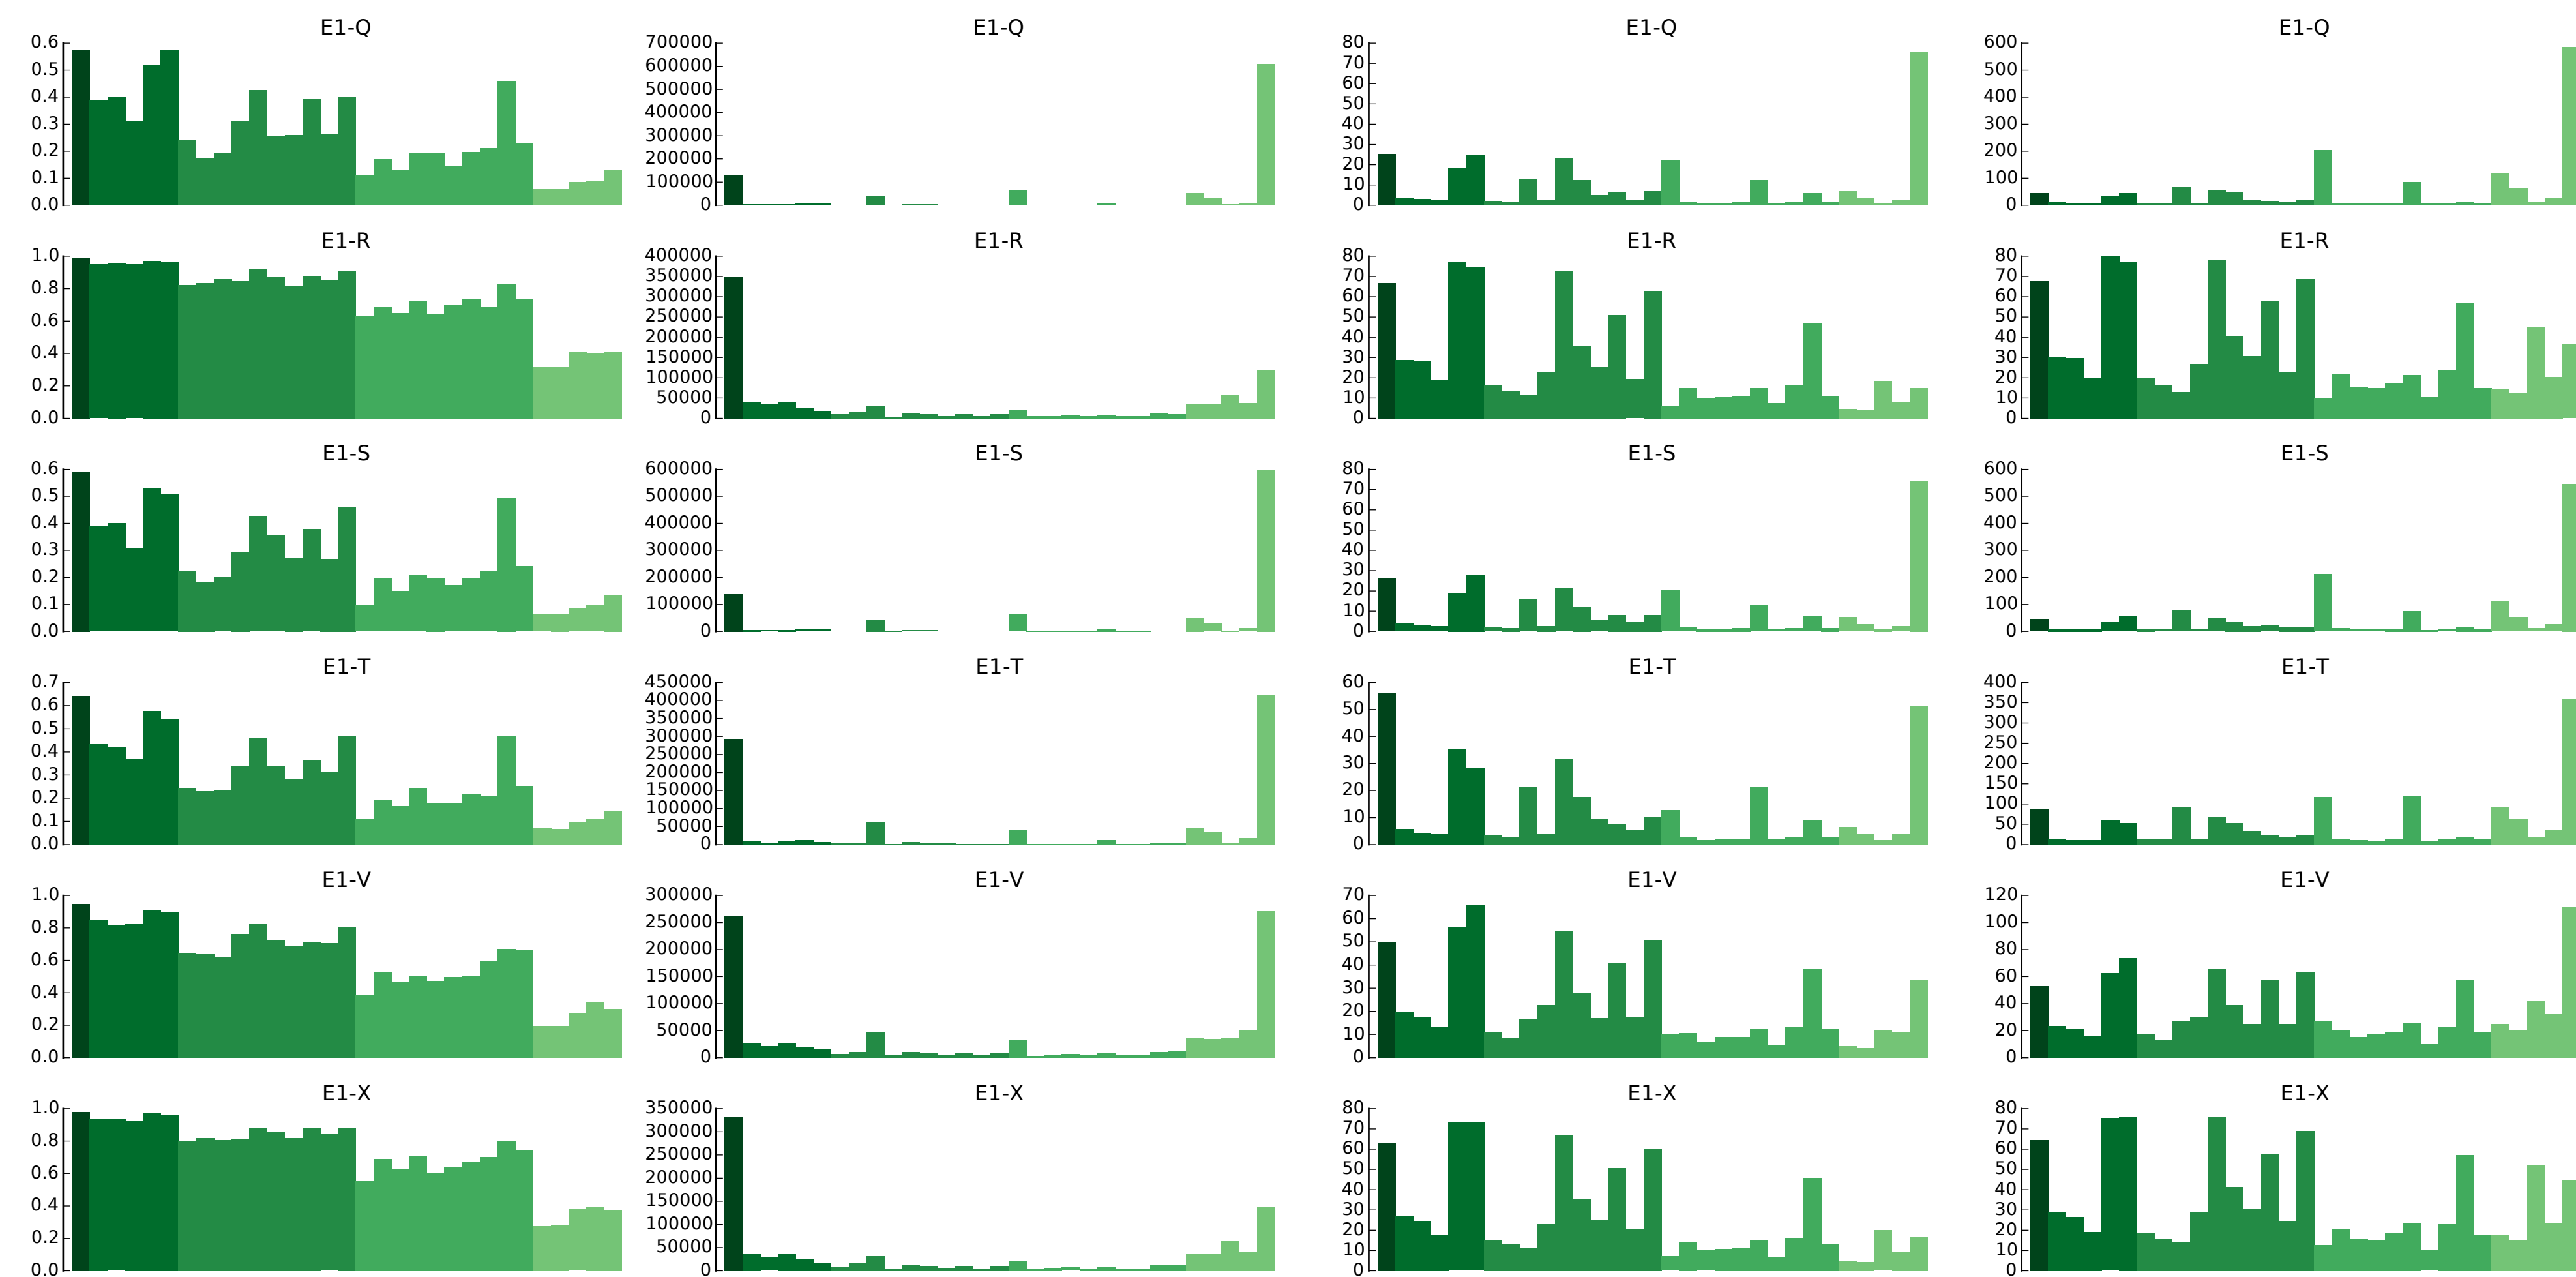 E1-Q E1-Q E1-Q E1-Q
0.6 700000 80 600
0.5 600000 70 500
0.4 500000 60 400
0.3 400000 50 300
0.2 300000 40 200
0.1 200000 30 100
0.0 100000 20 0
0 10
0
E1-R E1-R E1-R E1-R
1.0 400000 80 80
0.8 350000 70 70
0.6 300000 60 60
0.4 250000 50 50
0.2 200000 40 40
0.0 150000 30 30
100000 20 20
50000 10 10
0 0 0
E1-S E1-S E1-S E1-S
0.6 600000 80 600
0.5 500000 70 500
0.4 400000 60 400
0.3 300000 50 300
0.2 200000 40 200
0.1 100000 30 100
0.0 0 20 0
10
0
E1-T E1-T E1-T E1-T
0.7 450000 60 400
0.6 400000 50 350
0.5 350000 40 300
0.4 300000 30 250
0.3 250000 20 200
0.2 200000 10 150
0.1 150000 0 100
0.0 100000 50
50000 0
0
E1-V E1-V E1-V E1-V
1.0 300000 70 120
0.8 250000 60 100
0.6 200000 50 80
0.4 150000 40 60
0.2 100000 30 40
0.0 50000 20 20
0 10 0
0
E1-X E1-X E1-X E1-X
1.0 350000 80 80
0.8 300000 70 70
0.6 250000 60 60
0.4 200000 50 50
0.2 150000 40 40
0.0 100000 30 30
50000 20 20
0 10 10
0 0